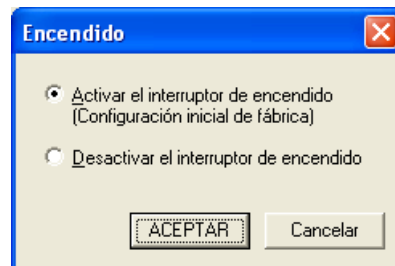 Encendido
Activar el interruptor de encendido
(Configuración inicial de fábrica)
Desactivar el interruptor de encendido
ACEPTAR
Cancelar